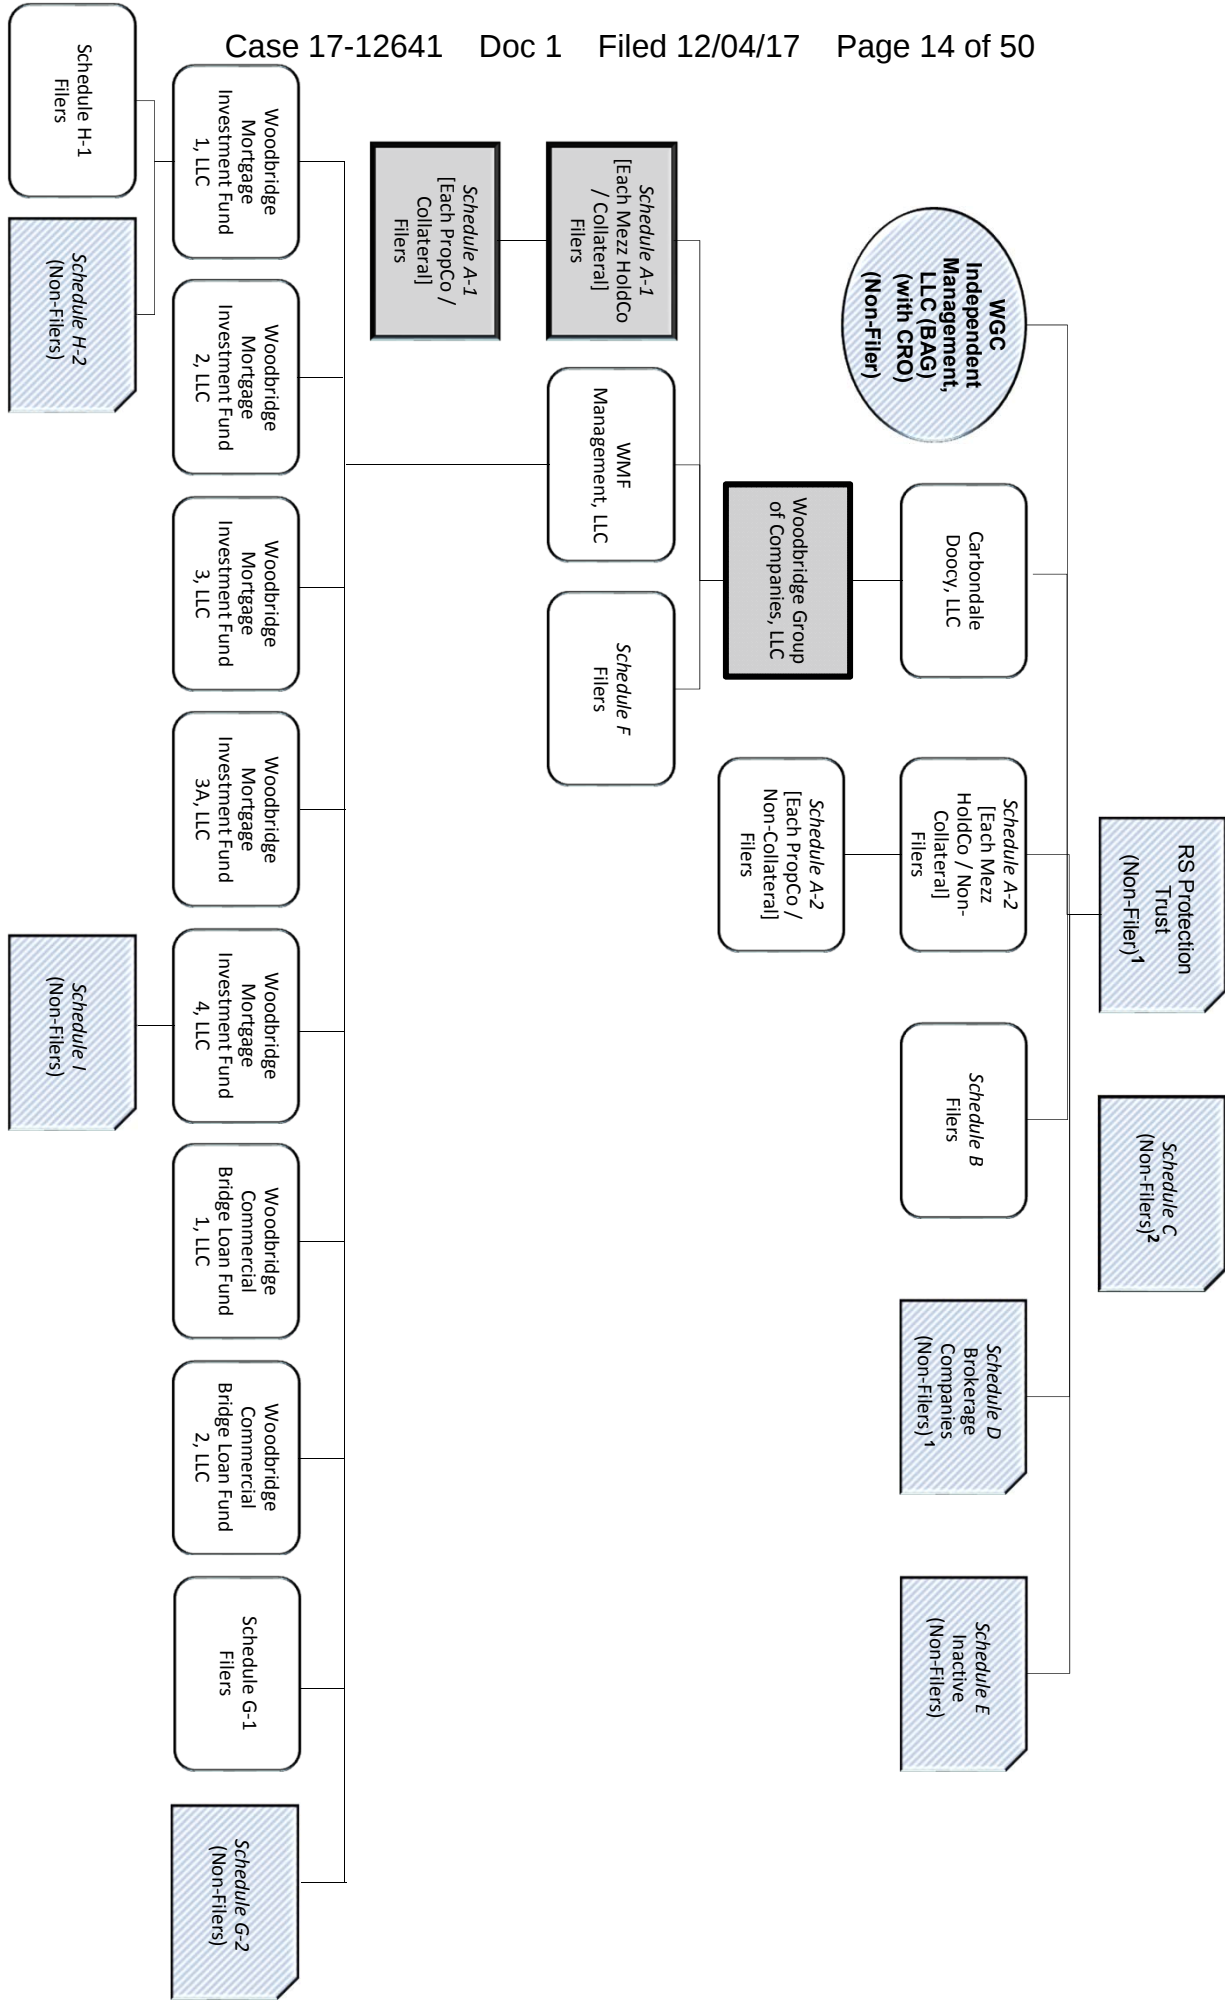 Case 17-12641 Doc 1 Filed 12/04/17 Page 14 of 50
RS Protection
Trust
(Non-Filer)1
Schedule C
(Non-Filers)2
WGC
Independent
Management,
LLC (BAG)
(with CRO)
(Non-Filer)
Carbondale
Doocy, LLC
Schedule A-2
[Each Mezz
HoldCo / Non-
Collateral]
Filers
Schedule B
Filers
Schedule D
Brokerage
Companies
(Non-Filers) 1
Schedule E
Inactive
(Non-Filers)
Woodbridge Group
of Companies, LLC
Schedule A-2
[Each PropCo /
Non-Collateral]
Filers
Schedule A-1
[Each Mezz HoldCo
/ Collateral]
Filers
WMF
Management, LLC
Schedule F
Filers
Schedule A-1
[Each PropCo /
Collateral]
Filers
Woodbridge
Mortgage
Investment Fund
1, LLC
Woodbridge
Mortgage
Investment Fund
2, LLC
Woodbridge
Mortgage
Investment Fund
3, LLC
Woodbridge
Mortgage
Investment Fund
3A, LLC
Woodbridge
Mortgage
Investment Fund
4, LLC
Woodbridge
Commercial
Bridge Loan Fund
1, LLC
Woodbridge
Commercial
Bridge Loan Fund
2, LLC
Schedule G-1
Filers
Schedule G-2
(Non-Filers)
Schedule H-1
Filers
Schedule H-2
(Non-Filers)
Schedule I
(Non-Filers)